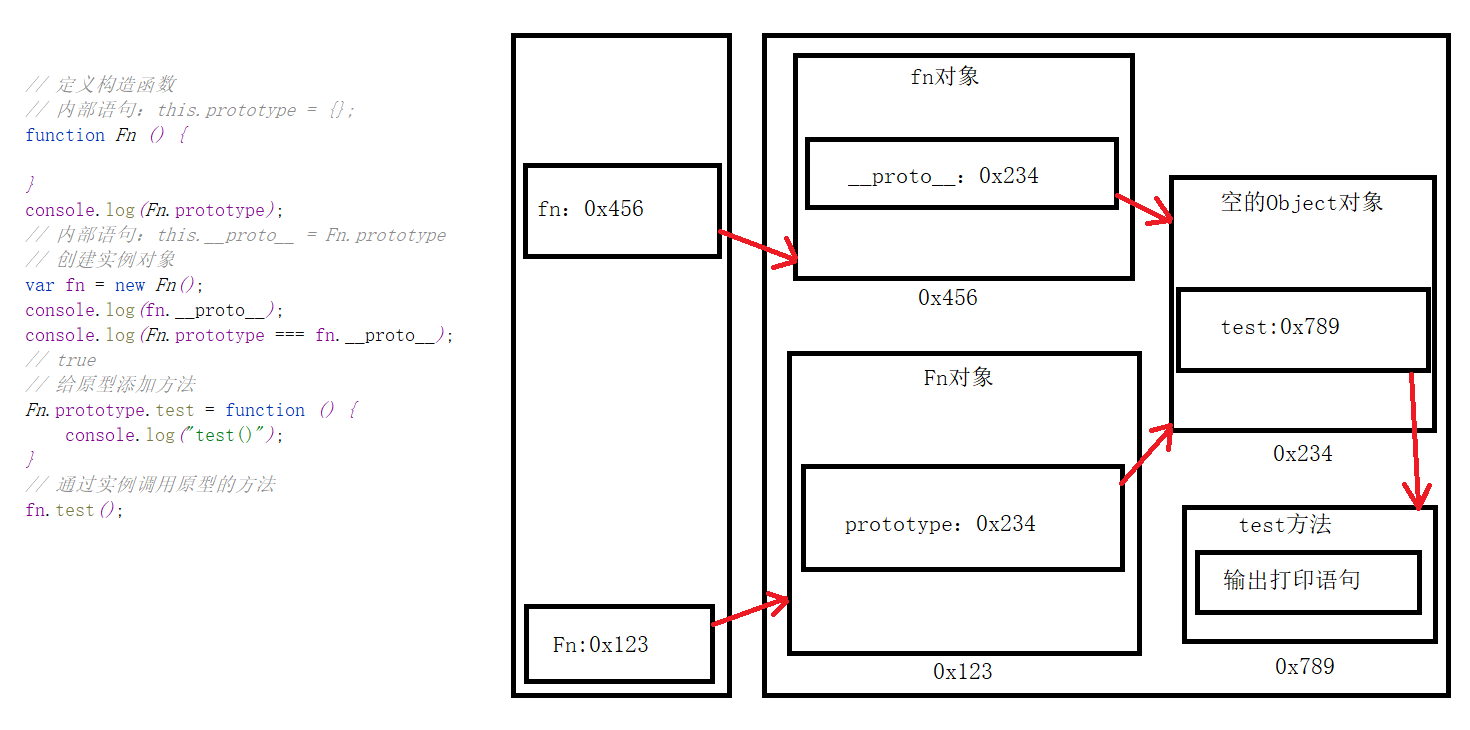 // 定义构造函数
// 内部语句：this.prototype = {};
function Fn () {
}
console.log(Fn.prototype);
// 内部语句：this.__proto__ = Fn.prototype
// 创建实例对象
var fn = new Fn();
console.log(fn.__proto__);
console.log(Fn.prototype === fn.__proto__);
// true
// 给原型添加方法
Fn.prototype.test = function () {
    console.log("test()");
}
// 通过实例调用原型的方法
fn.test();
fn：0x456
Fn:0x123
fn对象
__proto__：0x234
0x456
Fn对象
prototype：0x234
0x123
空的Object对象
test:0x789
0x234
test方法
输出打印语句
0x789